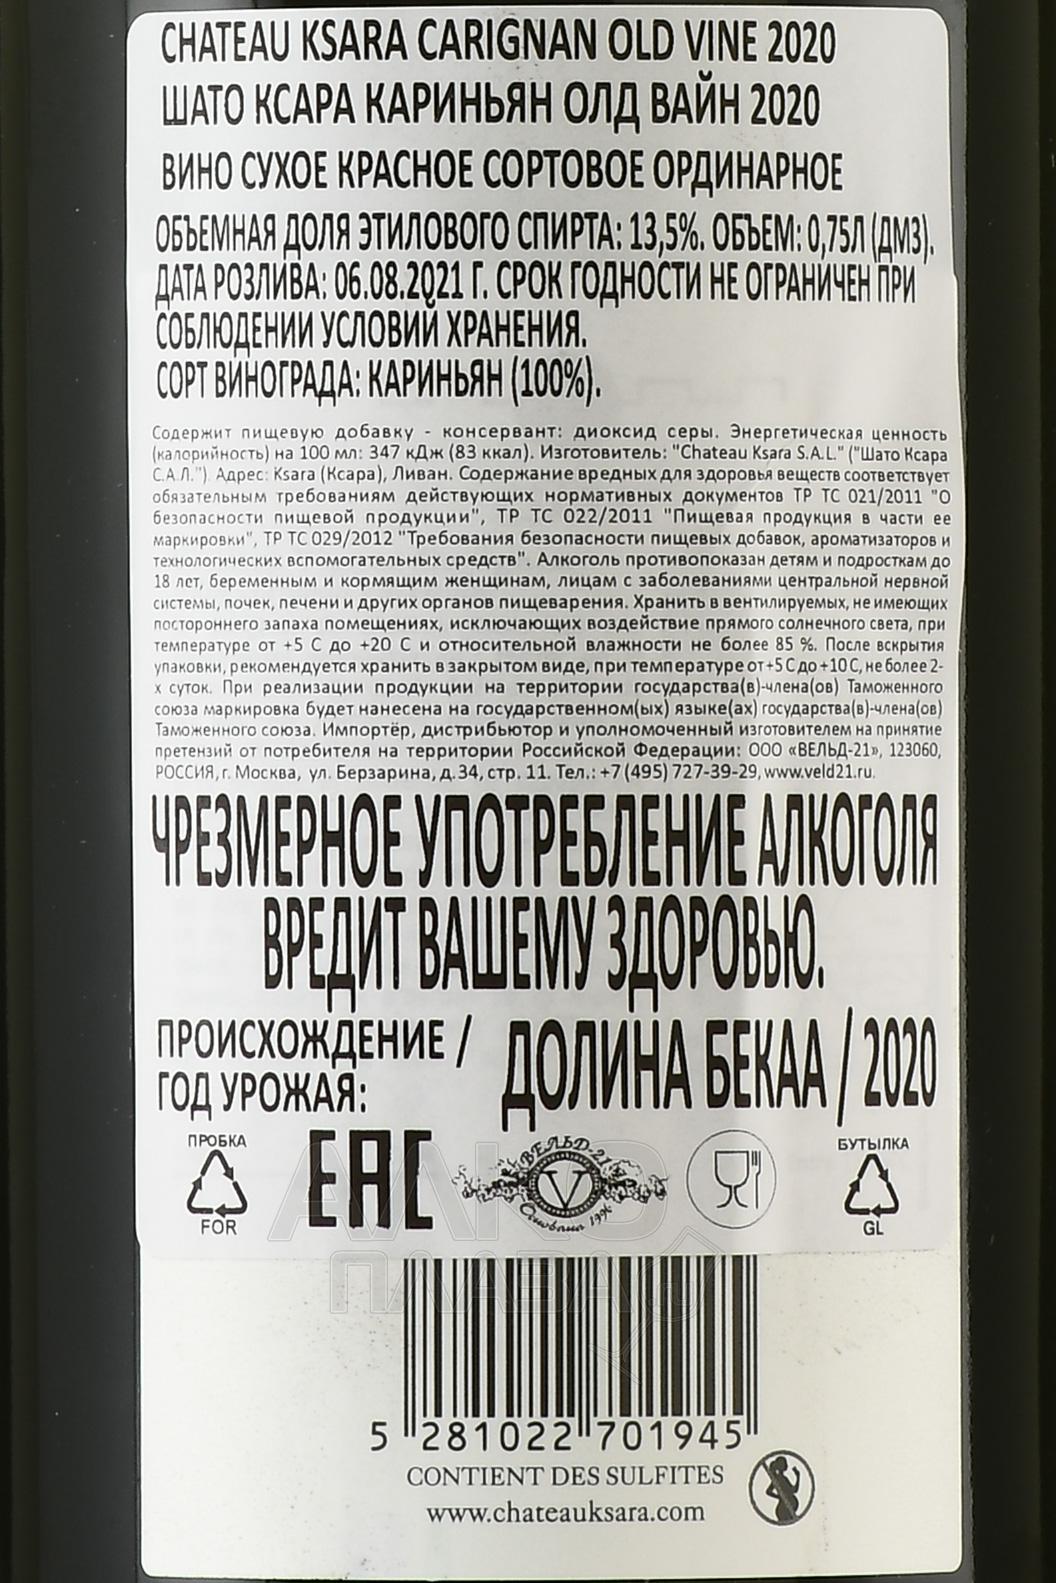 CHATEAU KSARA CARIGNAN OLD VINE 2020
ШАТО КСАРА КАРИНЬЯН ОЛД ВАЙН 2020
ВИНО СУХОЕ КРАСНОЕ СОРТОВОЕ ОРДИНАРНОЕ
ОБЪЕМНАЯ ДОЛЯ ЭТИЛОВОГО СПИРТА: 13,5%. ОБЪЕМ: 0,75Л (ДМ3).
ДАТА РОЗЛИВА: 06.08.2021 Г. СРОК ГОДНОСТИ НЕ ОГРАНИЧЕН ПРИ
СОБЛЮДЕНИИ УСЛОВИЙ ХРАНЕНИЯ.
СОРТ ВИНОГРАДА: КАРИНЬЯН (100%).
Содержит пищевую добавку - консервант: диоксид серы. Энергетическая ценность
(калорийность) на 100 мл: 347 кДж (83 ккал). Изготовитель: "Chateau Ksara S.A.L." ("Шато Ксара
С.А.Л."). Адрес: Ksara (Ксара), Ливан. Содержание вредных для здоровья веществ соответствует
обязательным требованиям действующих нормативных документов ТР ТС 021/2011 "О
безопасности пищевой продукции", ТР ТС 022/2011 "Пищевая продукция в части ее
маркировки", ТР ТС 029/2012 "Требования безопасности пищевых добавок, ароматизаторов и
технологических вспомогательных средств". Алкоголь противопоказан детям и подросткам до
18 лет, беременным и кормящим женщинам, лицам с заболеваниями центральной нервной
системы, почек, печени и других органов пищеварения. Хранить в вентилируемых, не имеющих
постороннего запаха помещениях, исключающих воздействие прямого солнечного света, при
температуре от +5 С до +20 С и относительной влажности не более 85 %. После вскрытия
упаковки, рекомендуется хранить в закрытом виде, при температуре от +5 С до +10 С, не более 2-
х суток. При реализации продукции на территории государства(в)-члена(ов) Таможенного
союза маркировка будет нанесена на государственном(ых) языке(ах) государства(в)-члена(ов)
Таможенного союза. Импортёр, дистрибьютор и уполномоченный изготовителем на принятие
претензий от потребителя на территории Российской Федерации: ООО «ВЕЛЬД-21», 123060,
РОССИЯ, г. Москва, ул. Берзарина, д.34, стр. 11. Тел.: +7 (495) 727-39-29, www.veld21.ru.
ЧРЕЗМЕРНОЕ УПОТРЕБЛЕНИЕ АЛКОГОЛЯ
ВРЕДИТ ВАШЕМУ ЗДОРОВЬЮ.
ПРОИСХОЖДЕНИЕ /
ГОД УРОЖАЯ:
ДОЛИНА БЕКАА / 2020
ПРОБКА
FOR
EAC
ВЕЛЬД-21
V
Основана 1996
БУТЫЛКА
GL
АЛКО
ПЛАЗА
5 281022 701945
CONTIENT DES SULFITES
www.chateauksara.com